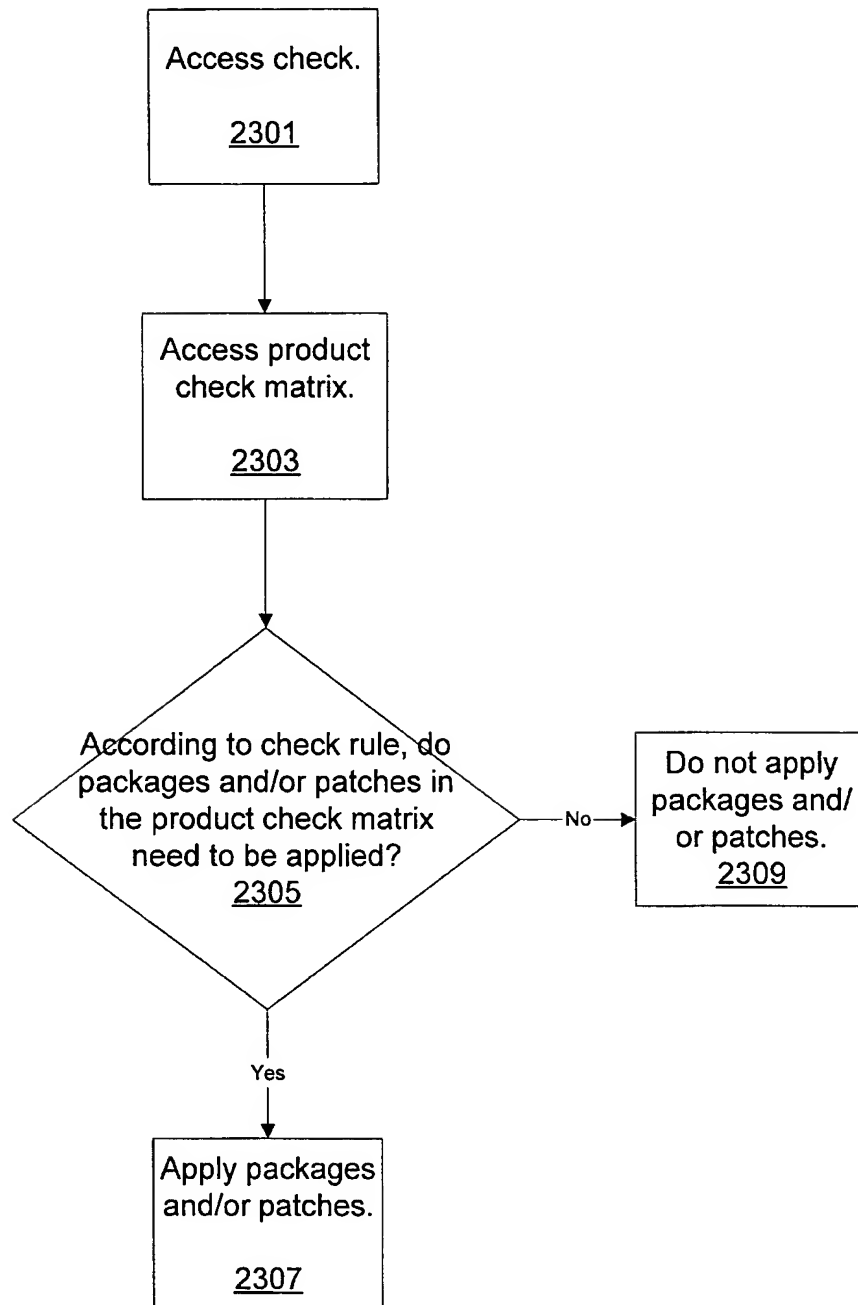 Access check.
2301
Access product
check matrix.
2303
According to check rule, do
packages and/or patches in
the product check matrix
need to be applied?
2305
No
Do not apply
packages and/
or patches.
2309
Yes
Apply packages
and/or patches.
2307